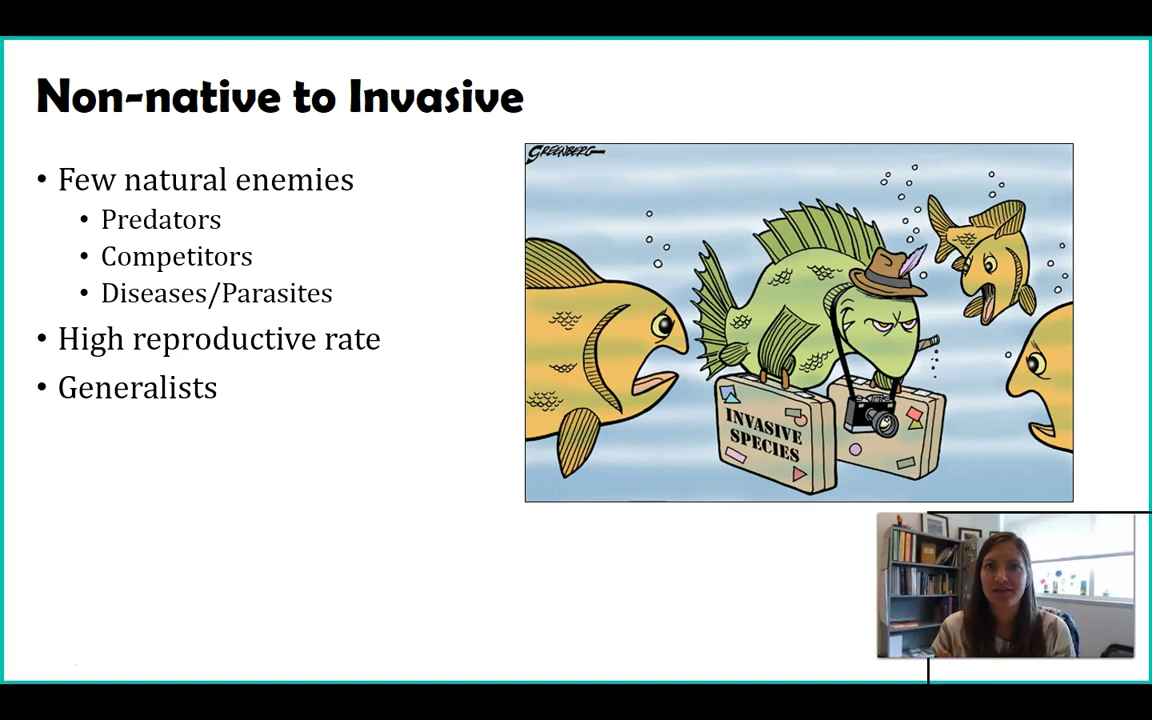 Non-native to Invasive
• Few natural enemies
• Predators
• Competitors
• Diseases/Parasites
• High reproductive rate
• Generalists
GREENBERG
INVASIVE
SPECIES